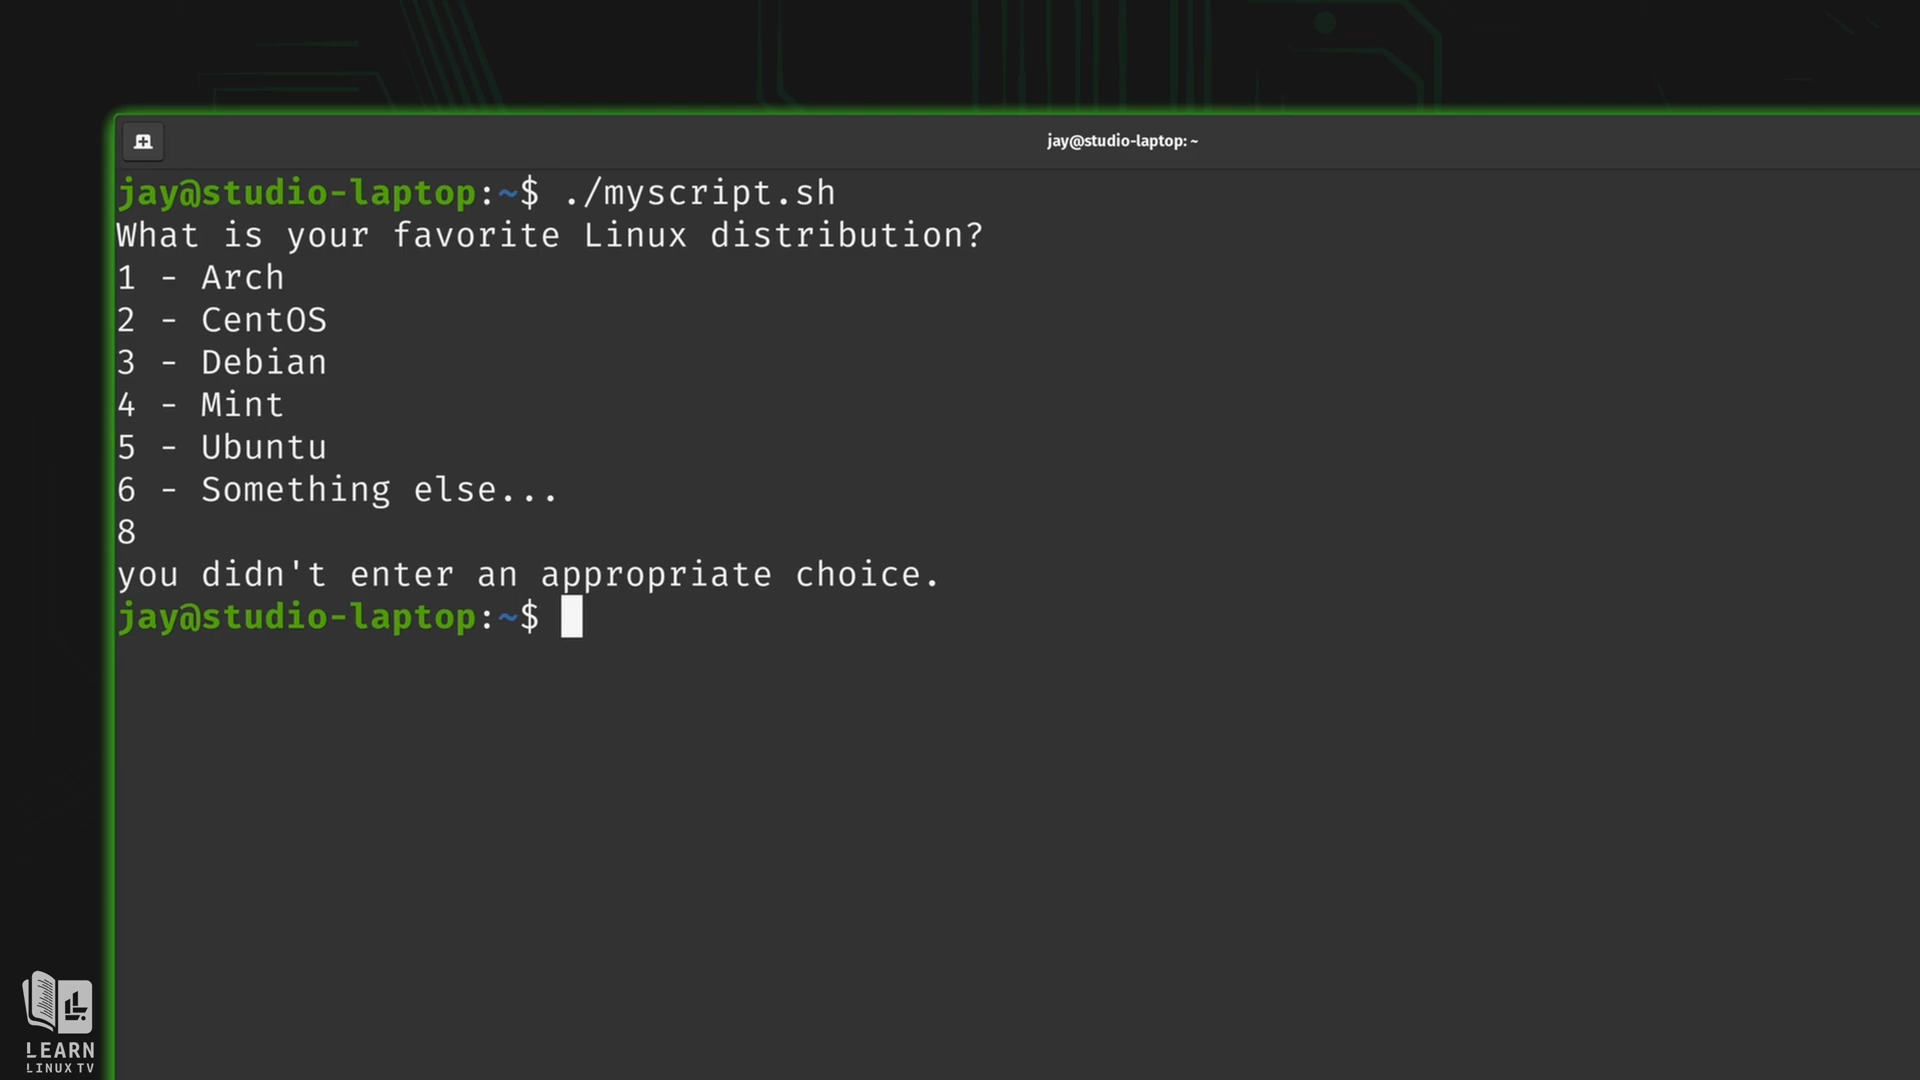 jay@studio-laptop: ~
jay@studio-laptop:~$ ./myscript.sh
What is your favorite Linux distribution?
1 - Arch
2 - CentOS
3 - Debian
4 - Mint
5 - Ubuntu
6 - Something else...
8
you didn't enter an appropriate choice.
jay@studio-laptop:~$
LEARN
LINUX TV